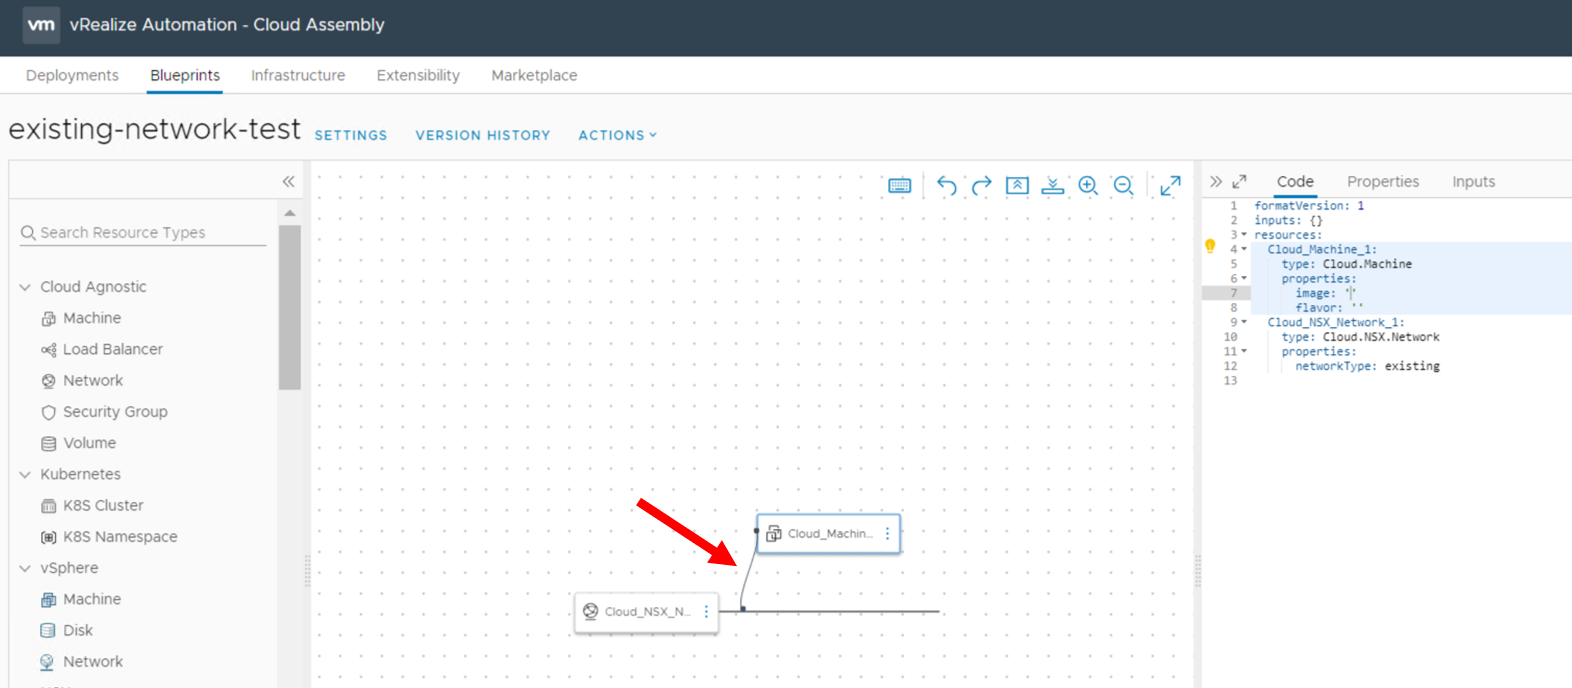 vm vRealize Automation - Cloud Assembly
Deployments Blueprints Infrastructure Extensibility Marketplace
existing-network-test SETTINGS VERSION HISTORY ACTIONS
Search Resource Types
Cloud Agnostic
Machine
Load Balancer
Network
Security Group
Volume
Kubernetes
K8S Cluster
K8S Namespace
vSphere
Machine
Disk
Network
Cloud_Machin...
Cloud_NSX_N...
Code Properties Inputs
1 formatVersion: 1
2 inputs: {}
3 resources:
4 Cloud_Machine_1:
5 type: Cloud.Machine
6 properties:
7 image: ''
8 flavor: ''
9 Cloud_NSX_Network_1:
10 type: Cloud.NSX.Network
11 properties:
12 networkType: existing
13